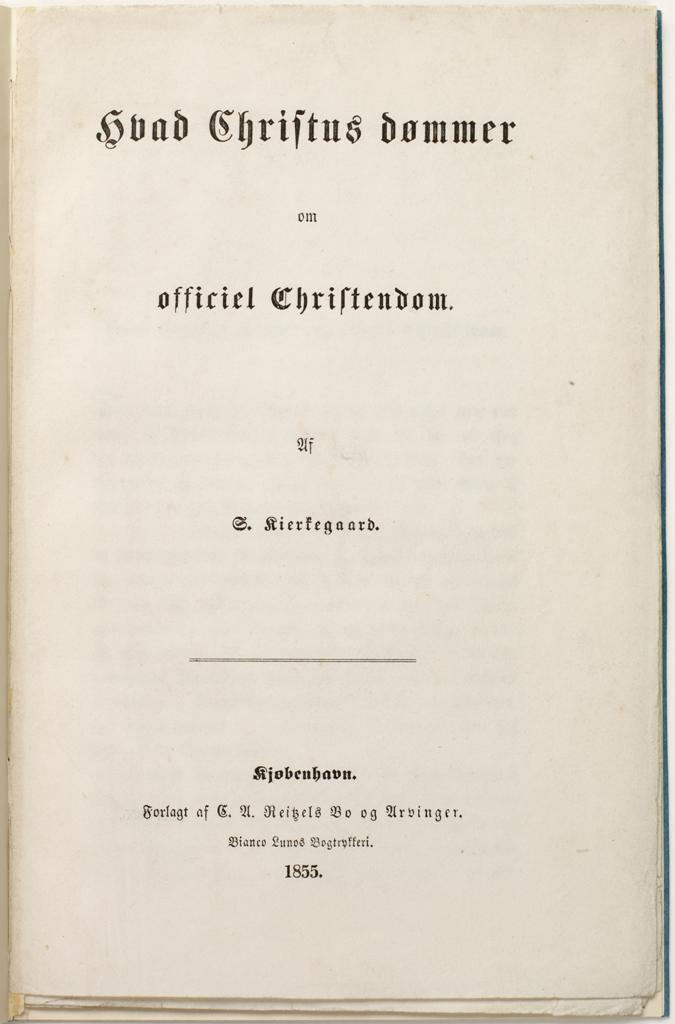 Hvad Christus dømmer
om
officiel Christendom.
Af
S. Kierkegaard.
Kjøbenhavn.
Forlagt af C. A. Reitzels Bo og Arvinger.
Bianco Lunos Bogtrykkeri.
1855.